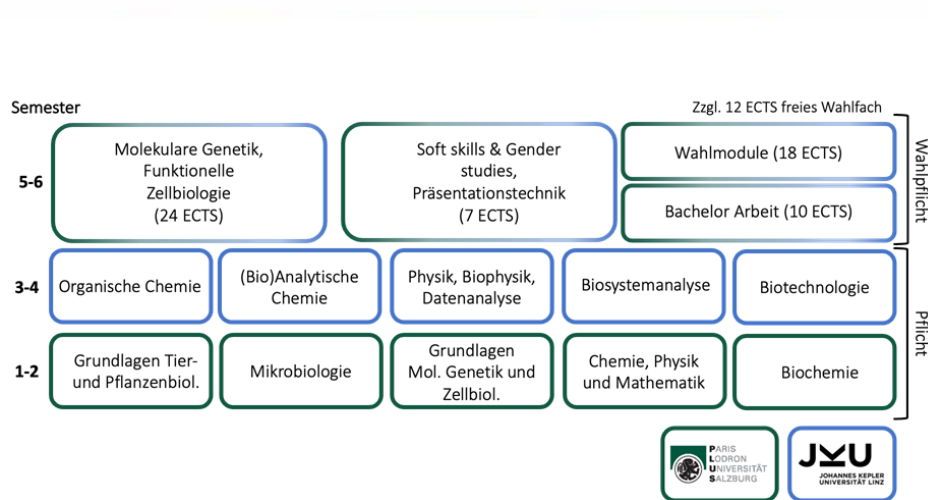 Semester
Zzgl. 12 ECTS freies Wahlfach
5-6
Molekulare Genetik,
Funktionelle
Zellbiologie
(24 ECTS)
Soft skills & Gender
studies,
Präsentationstechnik
(7 ECTS)
Wahlmodule (18 ECTS)
Bachelor Arbeit (10 ECTS)
Wahlpflicht
3-4
Organische Chemie
(Bio)Analytische
Chemie
Physik, Biophysik,
Datenanalyse
Biosystemanalyse
Biotechnologie
Pflicht
1-2
Grundlagen Tier-
und Pflanzenbiol.
Mikrobiologie
Grundlagen
Mol. Genetik und
Zellbiol.
Chemie, Physik
und Mathematik
Biochemie
PARIS
LODRON
UNIVERSITÄT
SALZBURG
JKU
JOHANNES KEPLER
UNIVERSITÄT LINZ